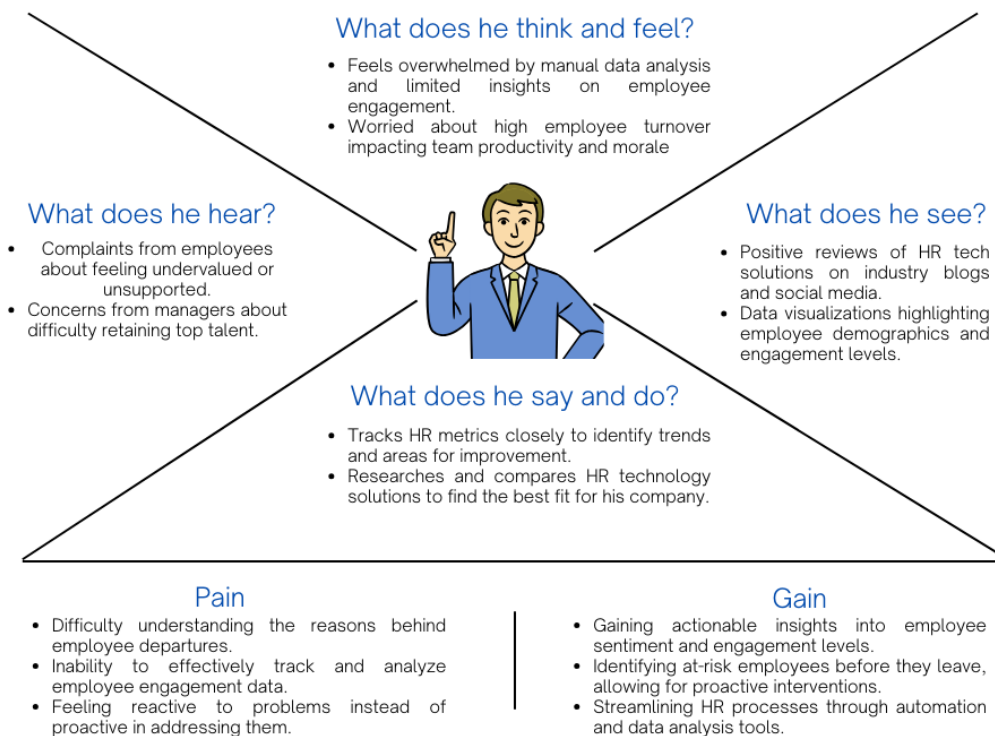 What does he think and feel?
• Feels overwhelmed by manual data analysis
and limited insights on employee
engagement.
• Worried about high employee turnover
impacting team productivity and morale
What does he hear?
• Complaints from employees
about feeling undervalued or
unsupported.
• Concerns from managers about
difficulty retaining top talent.
What does he see?
• Positive reviews of HR tech
solutions on industry blogs
and social media.
• Data visualizations highlighting
employee demographics and
engagement levels.
What does he say and do?
• Tracks HR metrics closely to identify trends
and areas for improvement.
• Researches and compares HR technology
solutions to find the best fit for his company.
Pain
• Difficulty understanding the reasons behind
employee departures.
• Inability to effectively track and analyze
employee engagement data.
• Feeling reactive to problems instead of
proactive in addressing them.
Gain
• Gaining actionable insights into employee
sentiment and engagement levels.
• Identifying at-risk employees before they leave,
allowing for proactive interventions.
• Streamlining HR processes through automation
and data analysis tools.